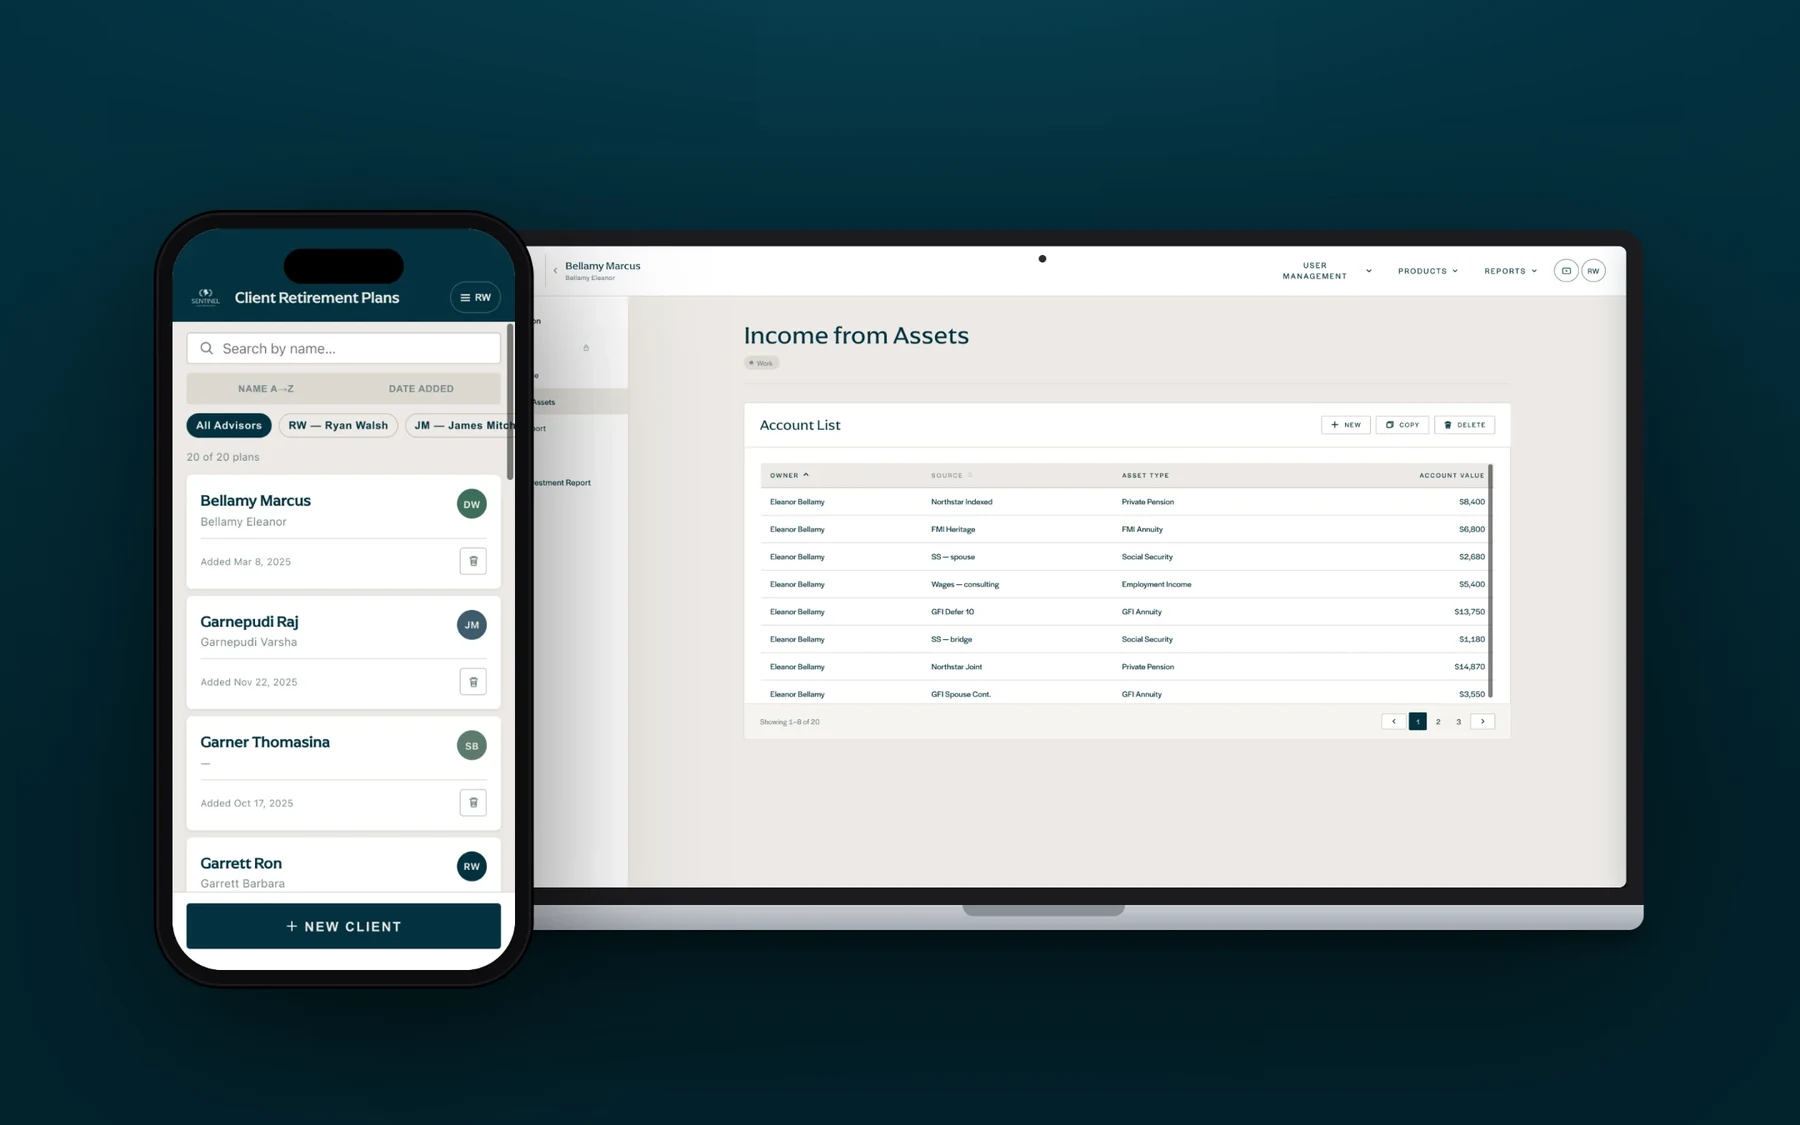 SENTINEL
Client Retirement Plans
RW
Search by name...
NAME A→Z
DATE ADDED
All Advisors
RW — Ryan Walsh
JM — James Mitch
20 of 20 plans
Bellamy Marcus
DW
Bellamy Eleanor
Added Mar 8, 2025
Garnepudi Raj
JM
Garnepudi Varsha
Added Nov 22, 2025
Garner Thomasina
SB
—
Added Oct 17, 2025
Garrett Ron
RW
Garrett Barbara
+ NEW CLIENT
Bellamy Marcus
Bellamy Eleanor
USER
MANAGEMENT
PRODUCTS
REPORTS
RW
on
e
Assets
ort
estment Report
Income from Assets
Work
Account List
+ NEW
COPY
DELETE
OWNER SOURCE ASSET TYPE ACCOUNT VALUE
Eleanor Bellamy Northstar Indexed Private Pension $8,400
Eleanor Bellamy FMI Heritage FMI Annuity $6,800
Eleanor Bellamy SS — spouse Social Security $2,680
Eleanor Bellamy Wages — consulting Employment Income $5,400
Eleanor Bellamy GFI Defer 10 GFI Annuity $13,750
Eleanor Bellamy SS — bridge Social Security $1,180
Eleanor Bellamy Northstar Joint Private Pension $14,870
Eleanor Bellamy GFI Spouse Cont. GFI Annuity $3,550
Showing 1–8 of 20
1 2 3